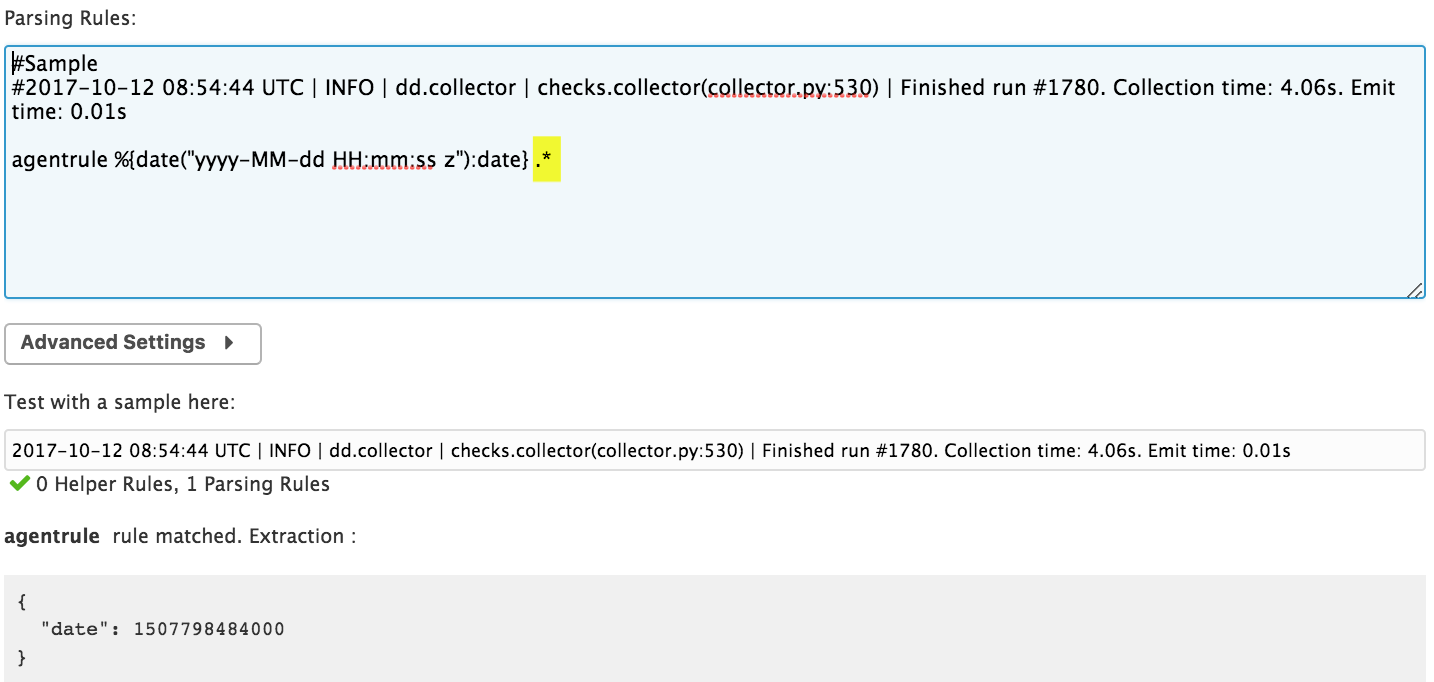 Parsing Rules:
#Sample
#2017-10-12 08:54:44 UTC | INFO | dd.collector | checks.collector(collector.py:530) | Finished run #1780. Collection time: 4.06s. Emit
time: 0.01s
agentrule %{date("yyyy-MM-dd HH:mm:ss z"):date} .*
Advanced Settings
Test with a sample here:
2017-10-12 08:54:44 UTC | INFO | dd.collector | checks.collector(collector.py:530) | Finished run #1780. Collection time: 4.06s. Emit time: 0.01s
0 Helper Rules, 1 Parsing Rules
agentrule rule matched. Extraction :
{
"date": 1507798484000
}